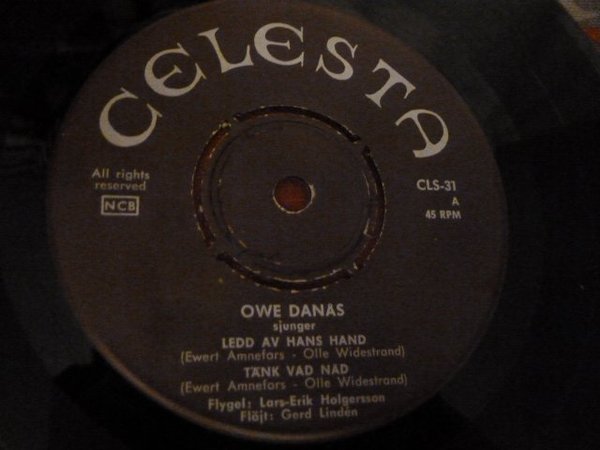 CELESTA
All rights
reserved
NCB
CLS-31
A
45 RPM
OWE DANÅS
sjunger
LEDD AV HANS HAND
(Ewert Amnefors - Olle Widestrand)
TÄNK VAD NÅD
(Ewert Amnefors - Olle Widestrand)
Flygel: Lars-Erik Holgersson
Flöjt: Gerd Lindén